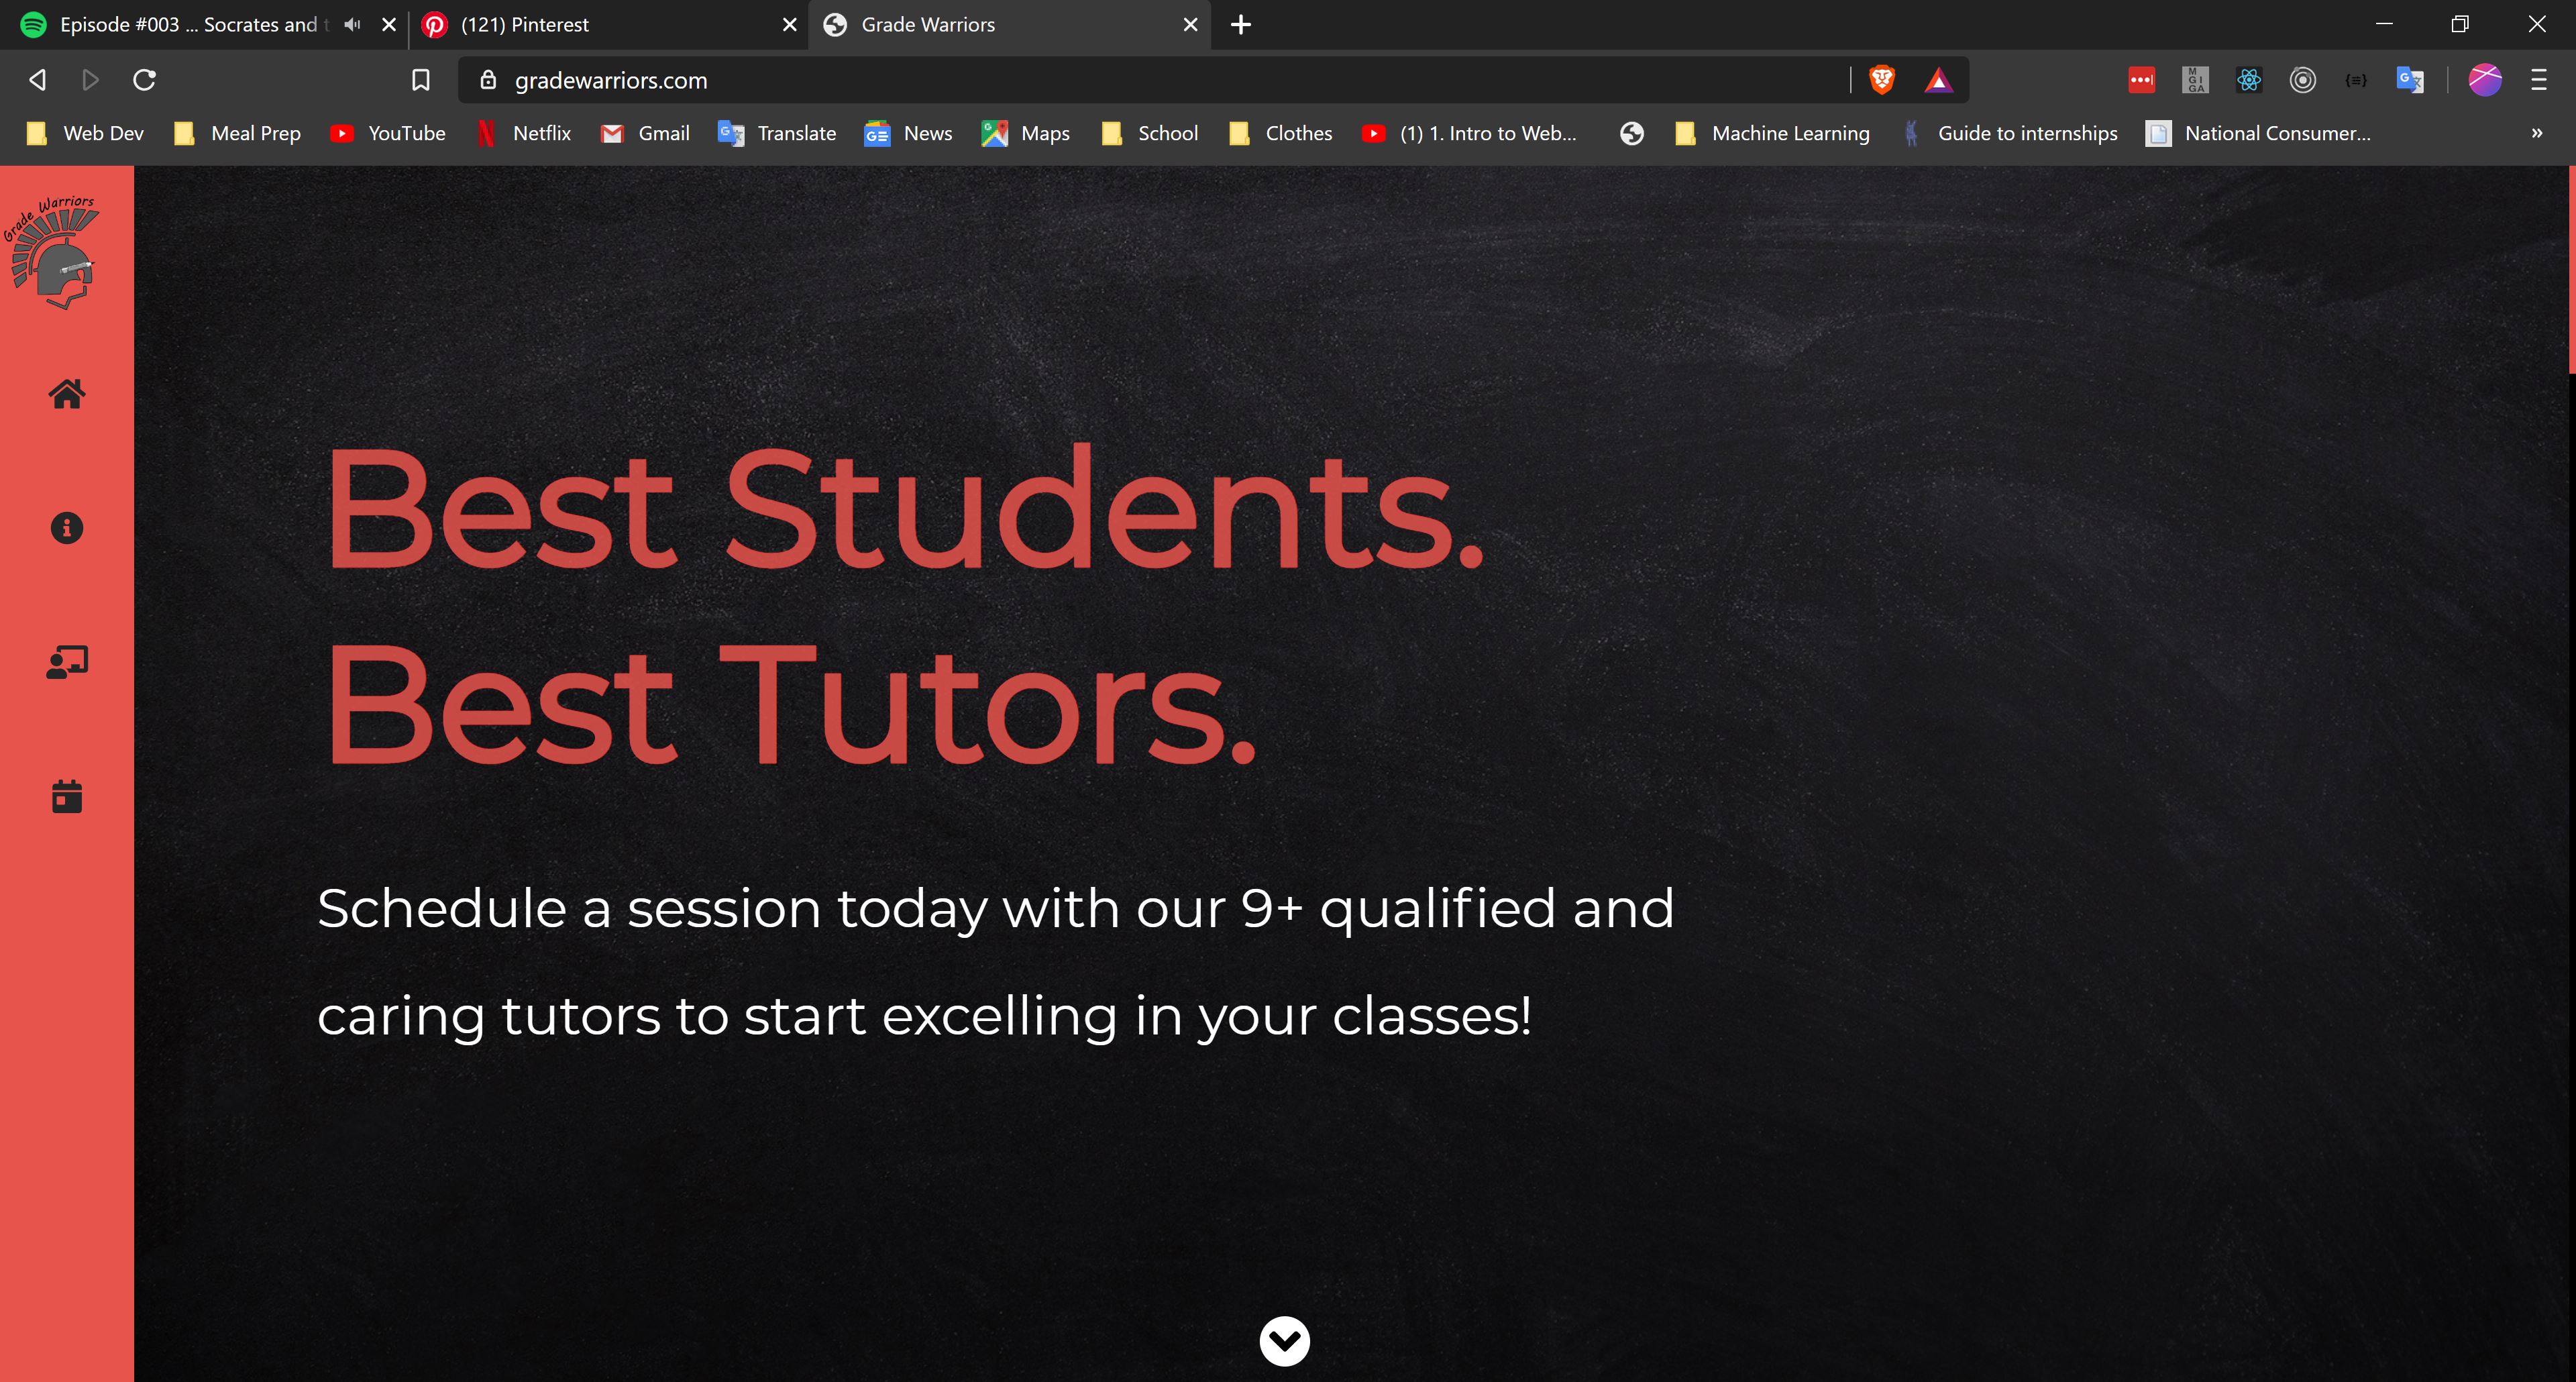 Episode #003 ... Socrates and t
(121) Pinterest
Grade Warriors
gradewarriors.com
Web Dev
Meal Prep
YouTube
Netflix
Gmail
Translate
News
Maps
School
Clothes
(1) 1. Intro to Web...
Machine Learning
Guide to internships
National Consumer...
Grade Warriors
Best Students.
Best Tutors.
Schedule a session today with our 9+ qualified and
caring tutors to start excelling in your classes!